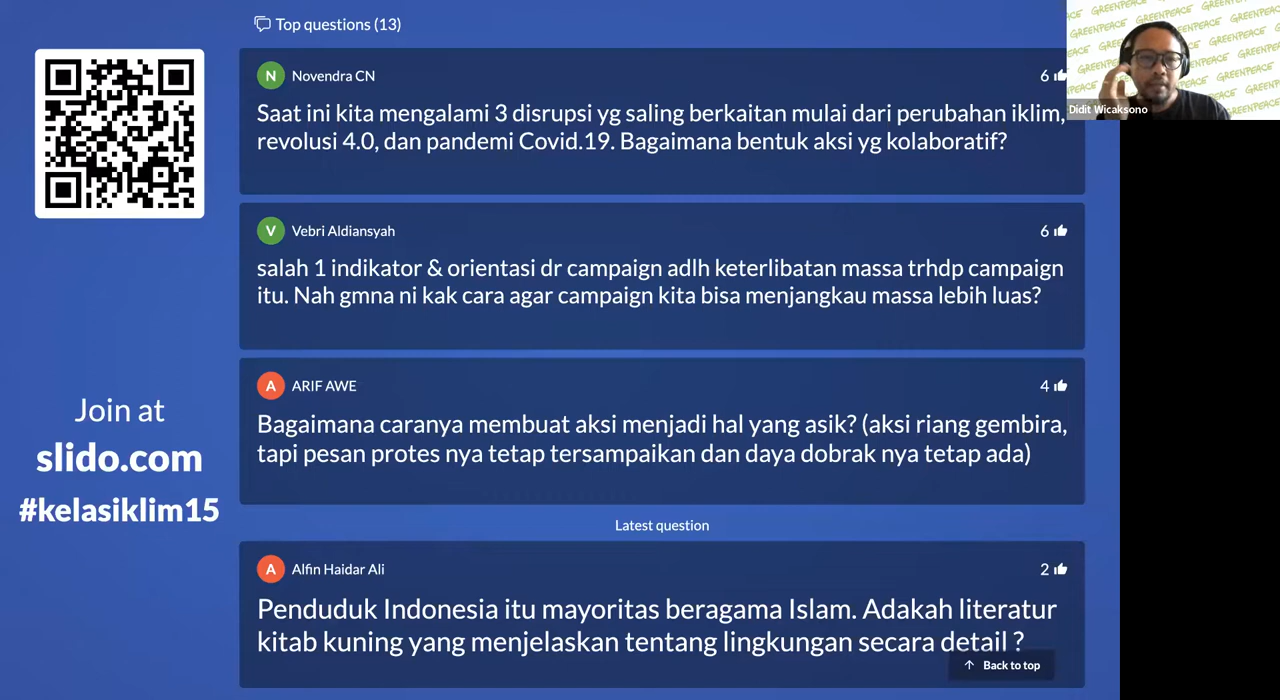 Top questions (13)
N Novendra CN 6
Saat ini kita mengalami 3 disrupsi yg saling berkaitan mulai dari perubahan iklim,
revolusi 4.0, dan pandemi Covid.19. Bagaimana bentuk aksi yg kolaboratif?
V Vebri Aldiansyah 6
salah 1 indikator & orientasi dr campaign adlh keterlibatan massa trhdp campaign
itu. Nah gmna ni kak cara agar campaign kita bisa menjangkau massa lebih luas?
A ARIF AWE 4
Bagaimana caranya membuat aksi menjadi hal yang asik? (aksi riang gembira,
tapi pesan protes nya tetap tersampaikan dan daya dobrak nya tetap ada)
Latest question
A Alfin Haidar Ali 2
Penduduk Indonesia itu mayoritas beragama Islam. Adakah literatur
kitab kuning yang menjelaskan tentang lingkungan secara detail ?
Back to top
Join at
slido.com
#kelasiklim15
GREENPEACE
Didit Wicaksono